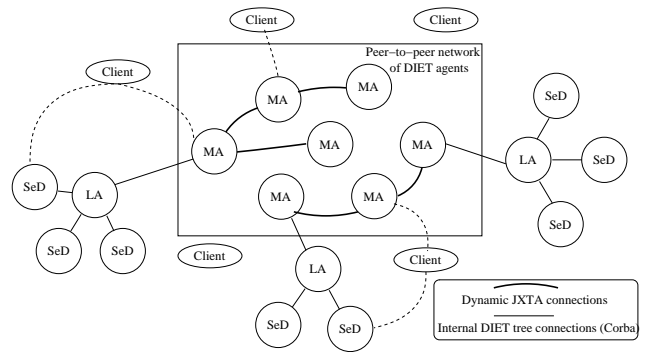 Client
Client
Peer−to−peer network
of DIET agents
Client
MA
MA
SeD
MA
MA
MA
LA
SeD
SeD
LA
MA
MA
SeD
SeD
SeD
Client
Client
LA
Dynamic JXTA connections
SeD
SeD
Internal DIET tree connections (Corba)